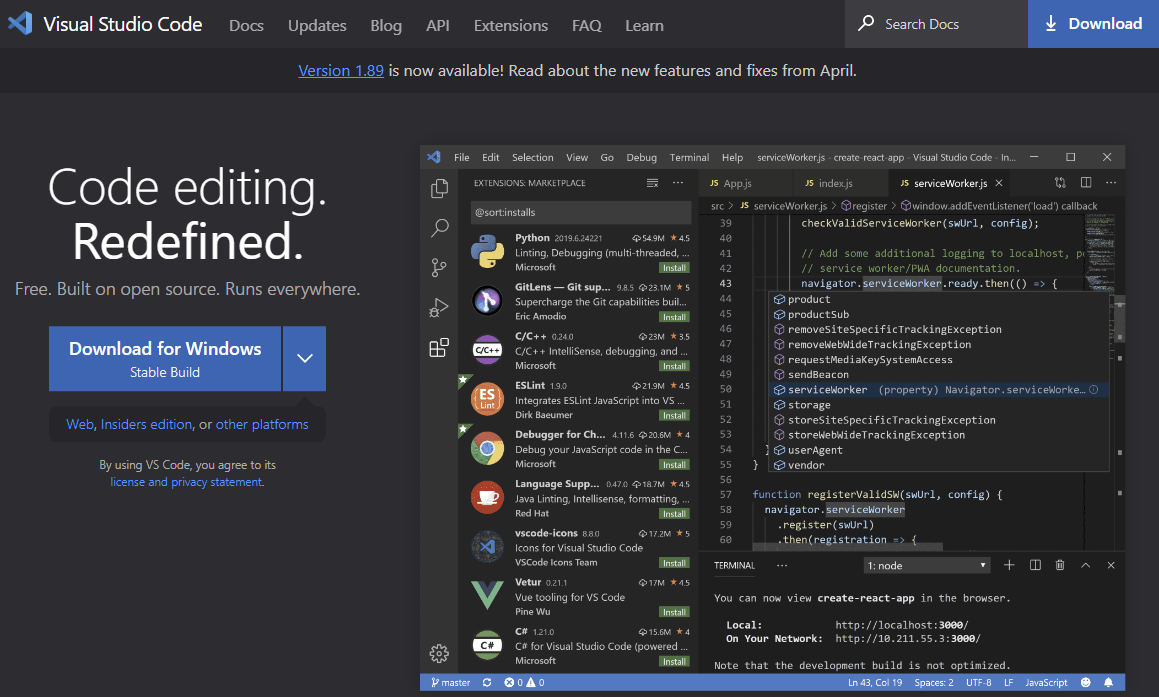 Visual Studio Code Docs Updates Blog API Extensions FAQ Learn Search Docs Download
Version 1.89 is now available! Read about the new features and fixes from April.
Code editing.
Redefined.
Free. Built on open source. Runs everywhere.
Download for Windows
Stable Build
Web, Insiders edition, or other platforms
By using VS Code, you agree to its
license and privacy statement.
File Edit Selection View Go Debug Terminal Help serviceWorker.js - create-react-app - Visual Studio Code - In...
EXTENSIONS: MARKETPLACE ...
@sort:installs
Python 2019.6.24221 54.9M ★ 4.5
Linting, Debugging (multi-threaded, ...
Microsoft Install
GitLens — Git sup... 9.8.5 23.1M ★ 5
Supercharge the Git capabilities buil...
Eric Amodio Install
C/C++ C/C++ 0.24.0 23M ★ 3.5
C/C++ IntelliSense, debugging, and ...
Microsoft Install
ES Lint ESLint 1.9.0 21.9M ★ 4.5
Integrates ESLint JavaScript into VS ...
Dirk Baeumer Install
Debugger for Ch... 4.11.6 20.6M ★ 4
Debug your JavaScript code in the C...
Microsoft Install
Language Supp... 0.47.0 18.7M ★ 4.5
Java Linting, Intellisense, formatting, ...
Red Hat Install
vscode-icons 8.8.0 17.2M ★ 5
Icons for Visual Studio Code
VSCode Icons Team Install
Vetur 0.21.1 17M ★ 4.5
Vue tooling for VS Code
Pine Wu Install
C# C# 1.21.0 15.6M ★ 4
C# for Visual Studio Code (powered ...
Microsoft Install
JS App.js JS index.js JS serviceWorker.js ...
src > JS serviceWorker.js > register > window.addEventListener('load') callback
39 checkValidServiceWorker(swUrl, config);
40
41 // Add some additional logging to localhost, po
42 // service worker/PWA documentation.
43 navigator.serviceWorker.ready.then(() => {
44 product
45 productSub
46 removeSiteSpecificTrackingException
47 removeWebWideTrackingException
48 requestMediaKeySystemAccess
49 sendBeacon
50 serviceWorker (property) Navigator.serviceWorke...
51 storage
52 storeSiteSpecificTrackingException
53 storeWebWideTrackingException
54 } userAgent
55 } vendor
56
57 function registerValidSW(swUrl, config) {
58 navigator.serviceWorker
59 .register(swUrl)
60 .then(registration => {
TERMINAL ... 1: node
You can now view create-react-app in the browser.
Local: http://localhost:3000/
On Your Network: http://10.211.55.3:3000/
Note that the development build is not optimized.
master 0 0 Ln 43, Col 19 Spaces: 2 UTF-8 LF JavaScript